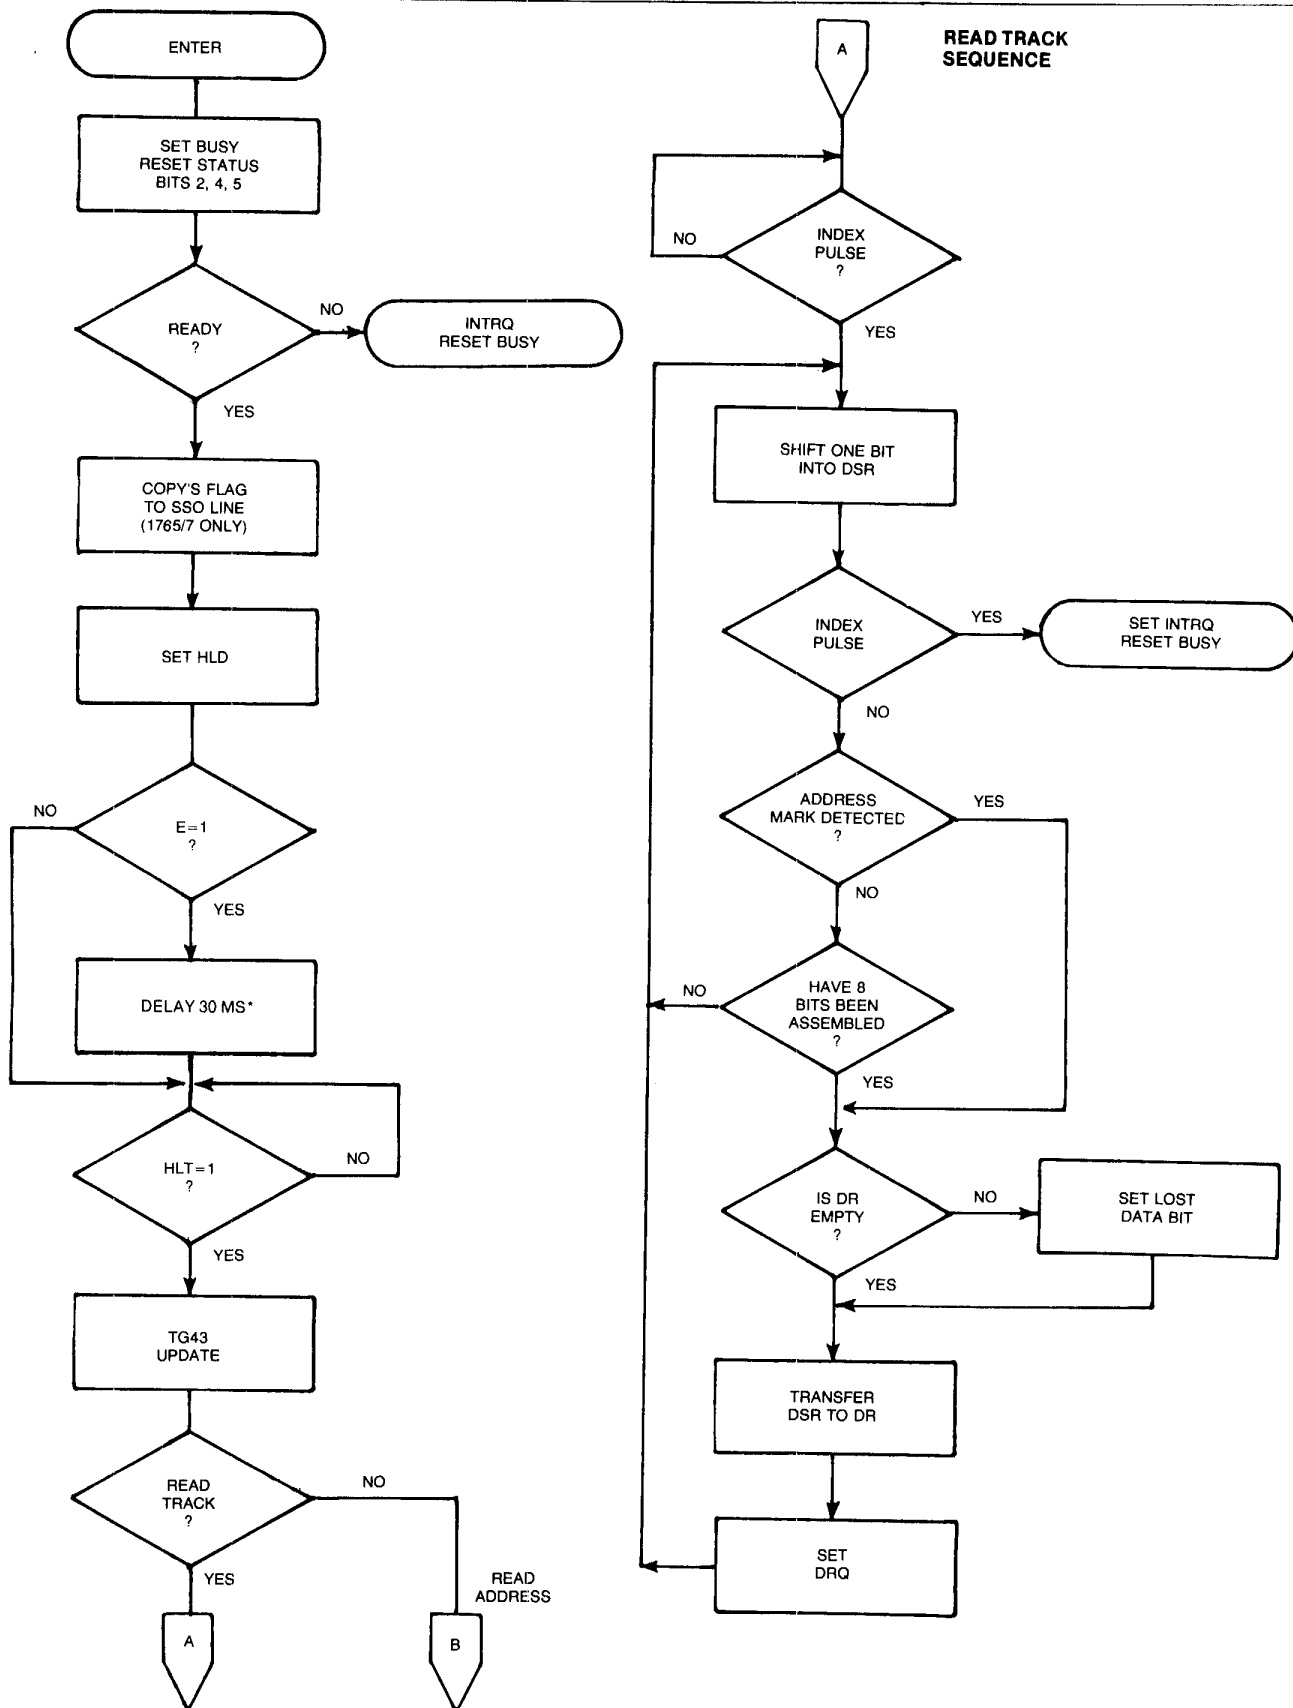 ENTER
SET BUSY
RESET STATUS
BITS 2, 4, 5
READY
?
NO
INTRQ
RESET BUSY
YES
COPY'S FLAG
TO SSO LINE
(1765/7 ONLY)
SET HLD
E=1
?
NO
YES
DELAY 30 MS*
HLT=1
?
NO
YES
TG43
UPDATE
READ
TRACK
?
NO
YES
READ
ADDRESS
A
B
READ TRACK
SEQUENCE
A
INDEX
PULSE
?
NO
YES
SHIFT ONE BIT
INTO DSR
INDEX
PULSE
YES
SET INTRQ
RESET BUSY
NO
ADDRESS
MARK DETECTED
?
YES
NO
HAVE 8
BITS BEEN
ASSEMBLED
?
NO
YES
IS DR
EMPTY
?
NO
SET LOST
DATA BIT
YES
TRANSFER
DSR TO DR
SET
DRQ